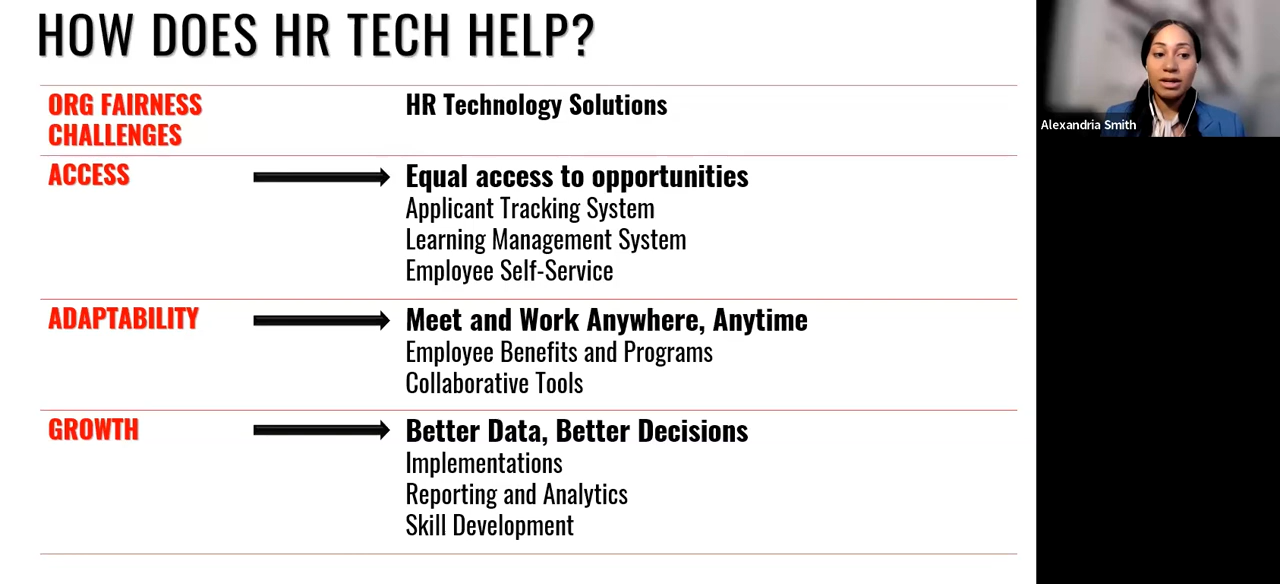 HOW DOES HR TECH HELP?
ORG FAIRNESS
CHALLENGES
HR Technology Solutions
ACCESS
Equal access to opportunities
Applicant Tracking System
Learning Management System
Employee Self-Service
ADAPTABILITY
Meet and Work Anywhere, Anytime
Employee Benefits and Programs
Collaborative Tools
GROWTH
Better Data, Better Decisions
Implementations
Reporting and Analytics
Skill Development
Alexandria Smith